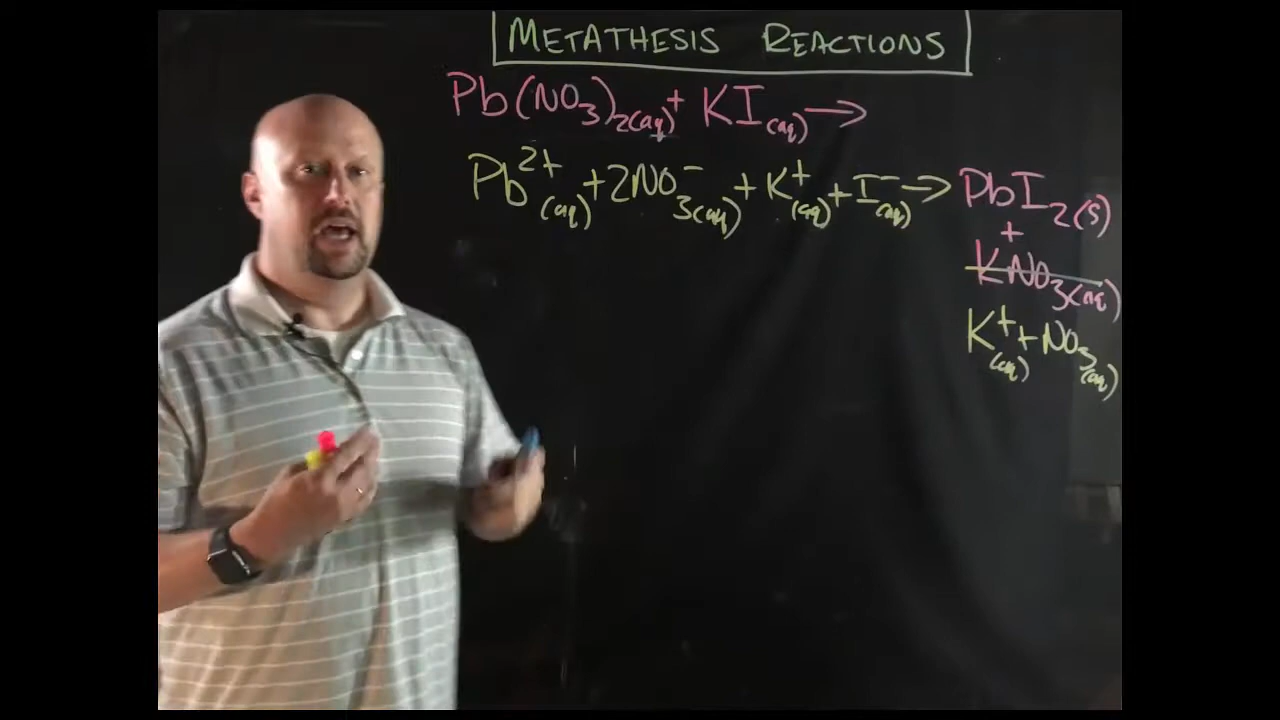 METATHESIS REACTIONS
Pb(NO₃)₂(aq) + KI(aq) →
Pb²⁺(aq) + 2NO₃⁻(aq) + K⁺(aq) + I⁻(aq) → PbI₂(s)
+
KNO₃(aq)
K⁺(aq) + NO₃(aq)